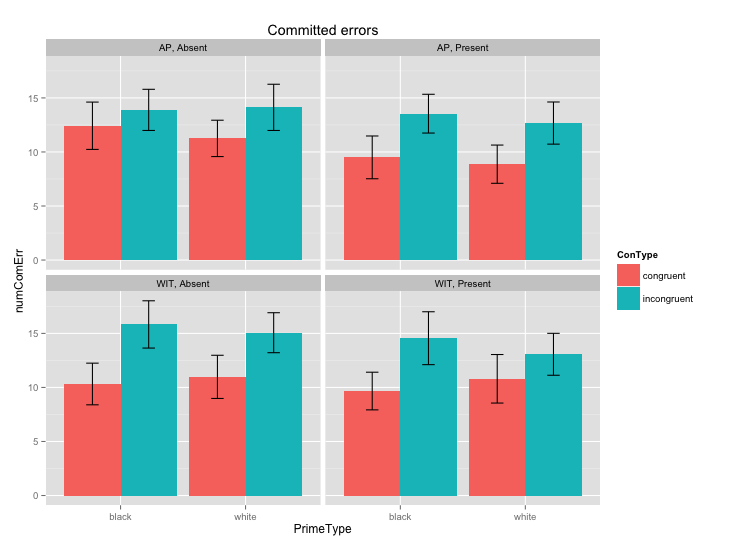 Committed errors
AP, Absent
AP, Present
15
10
5
0
WIT, Absent
WIT, Present
15
10
5
0
black
white
black
white
PrimeType
numComErr
ConType
congruent
incongruent